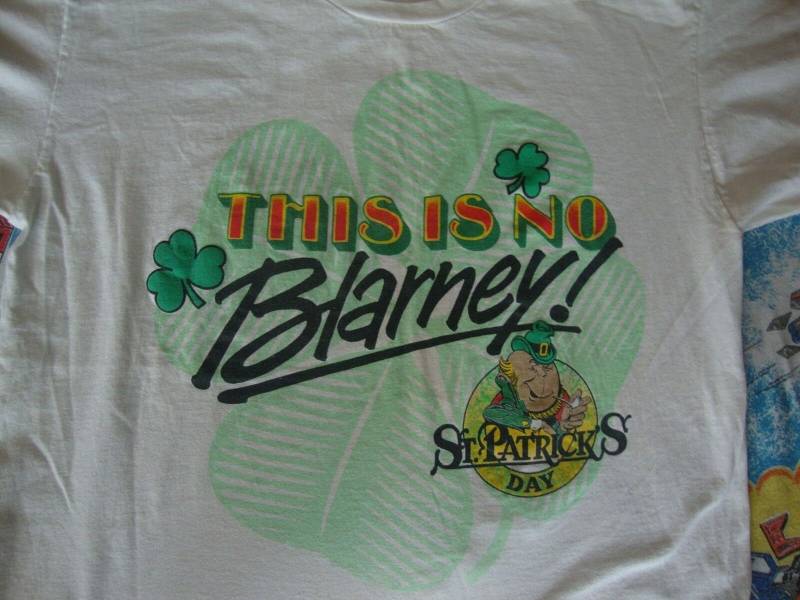 THIS IS NO
Blarney!
ST. PATRICK'S
DAY